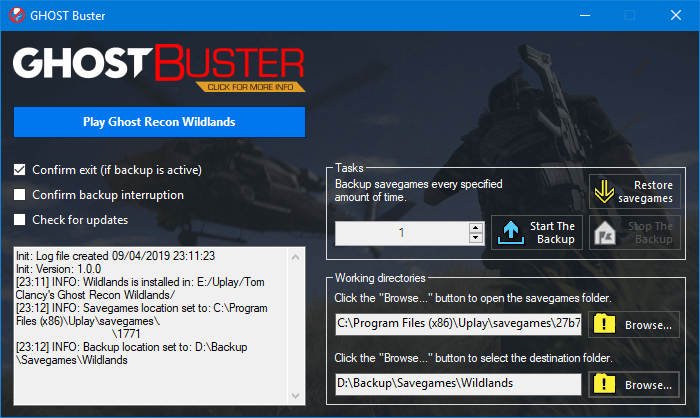 GHOST Buster
GHOSTBUSTER
CLICK FOR MORE INFO
Play Ghost Recon Wildlands
Confirm exit (if backup is active)
Confirm backup interruption
Check for updates
Init: Log file created 09/04/2019 23:11:23
Init: Version: 1.0.0
[23:11] INFO: Wildlands is installed in: E:/Uplay/Tom
Clancy's Ghost Recon Wildlands/
[23:12] INFO: Savegames location set to: C:\Program
Files (x86)\Uplay\savegames\
\1771
[23:12] INFO: Backup location set to: D:\Backup
\Savegames\Wildlands
Tasks
Backup savegames every specified
amount of time.
Restore
savegames
1
Start The
Backup
Stop The
Backup
Working directories
Click the "Browse..." button to open the savegames folder.
C:\Program Files (x86)\Uplay\savegames\27b7
Browse...
Click the "Browse..." button to select the destination folder.
D:\Backup\Savegames\Wildlands
Browse...